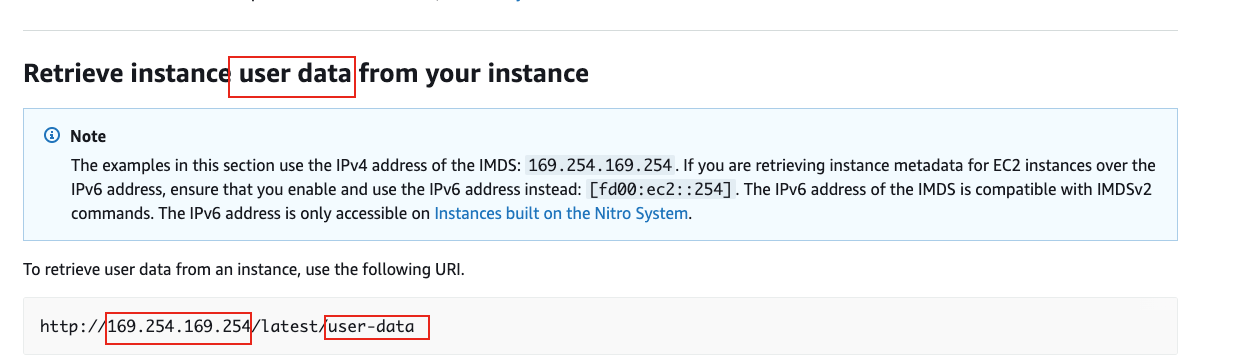 Retrieve instance user data from your instance
Note
The examples in this section use the IPv4 address of the IMDS: 169.254.169.254. If you are retrieving instance metadata for EC2 instances over the
IPv6 address, ensure that you enable and use the IPv6 address instead: [fd00:ec2::254]. The IPv6 address of the IMDS is compatible with IMDSv2
commands. The IPv6 address is only accessible on Instances built on the Nitro System.
To retrieve user data from an instance, use the following URI.
http://169.254.169.254/latest/user-data